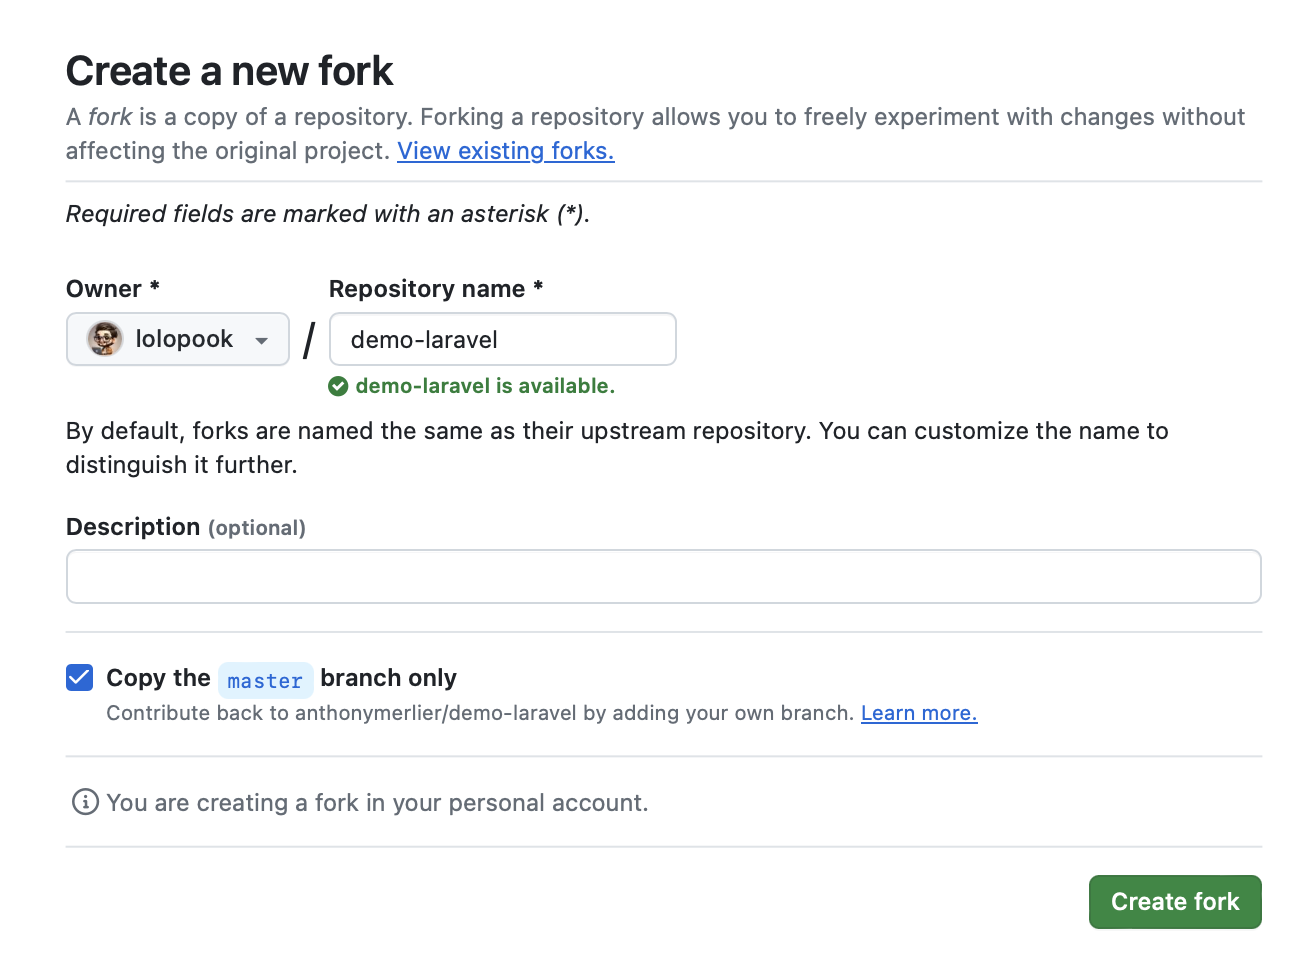 Create a new fork
A fork is a copy of a repository. Forking a repository allows you to freely experiment with changes without
affecting the original project. View existing forks.
Required fields are marked with an asterisk (*).
Owner *
Repository name *
lolopook
/
demo-laravel
demo-laravel is available.
By default, forks are named the same as their upstream repository. You can customize the name to
distinguish it further.
Description (optional)
Copy the master branch only
Contribute back to anthonymerlier/demo-laravel by adding your own branch. Learn more.
You are creating a fork in your personal account.
Create fork